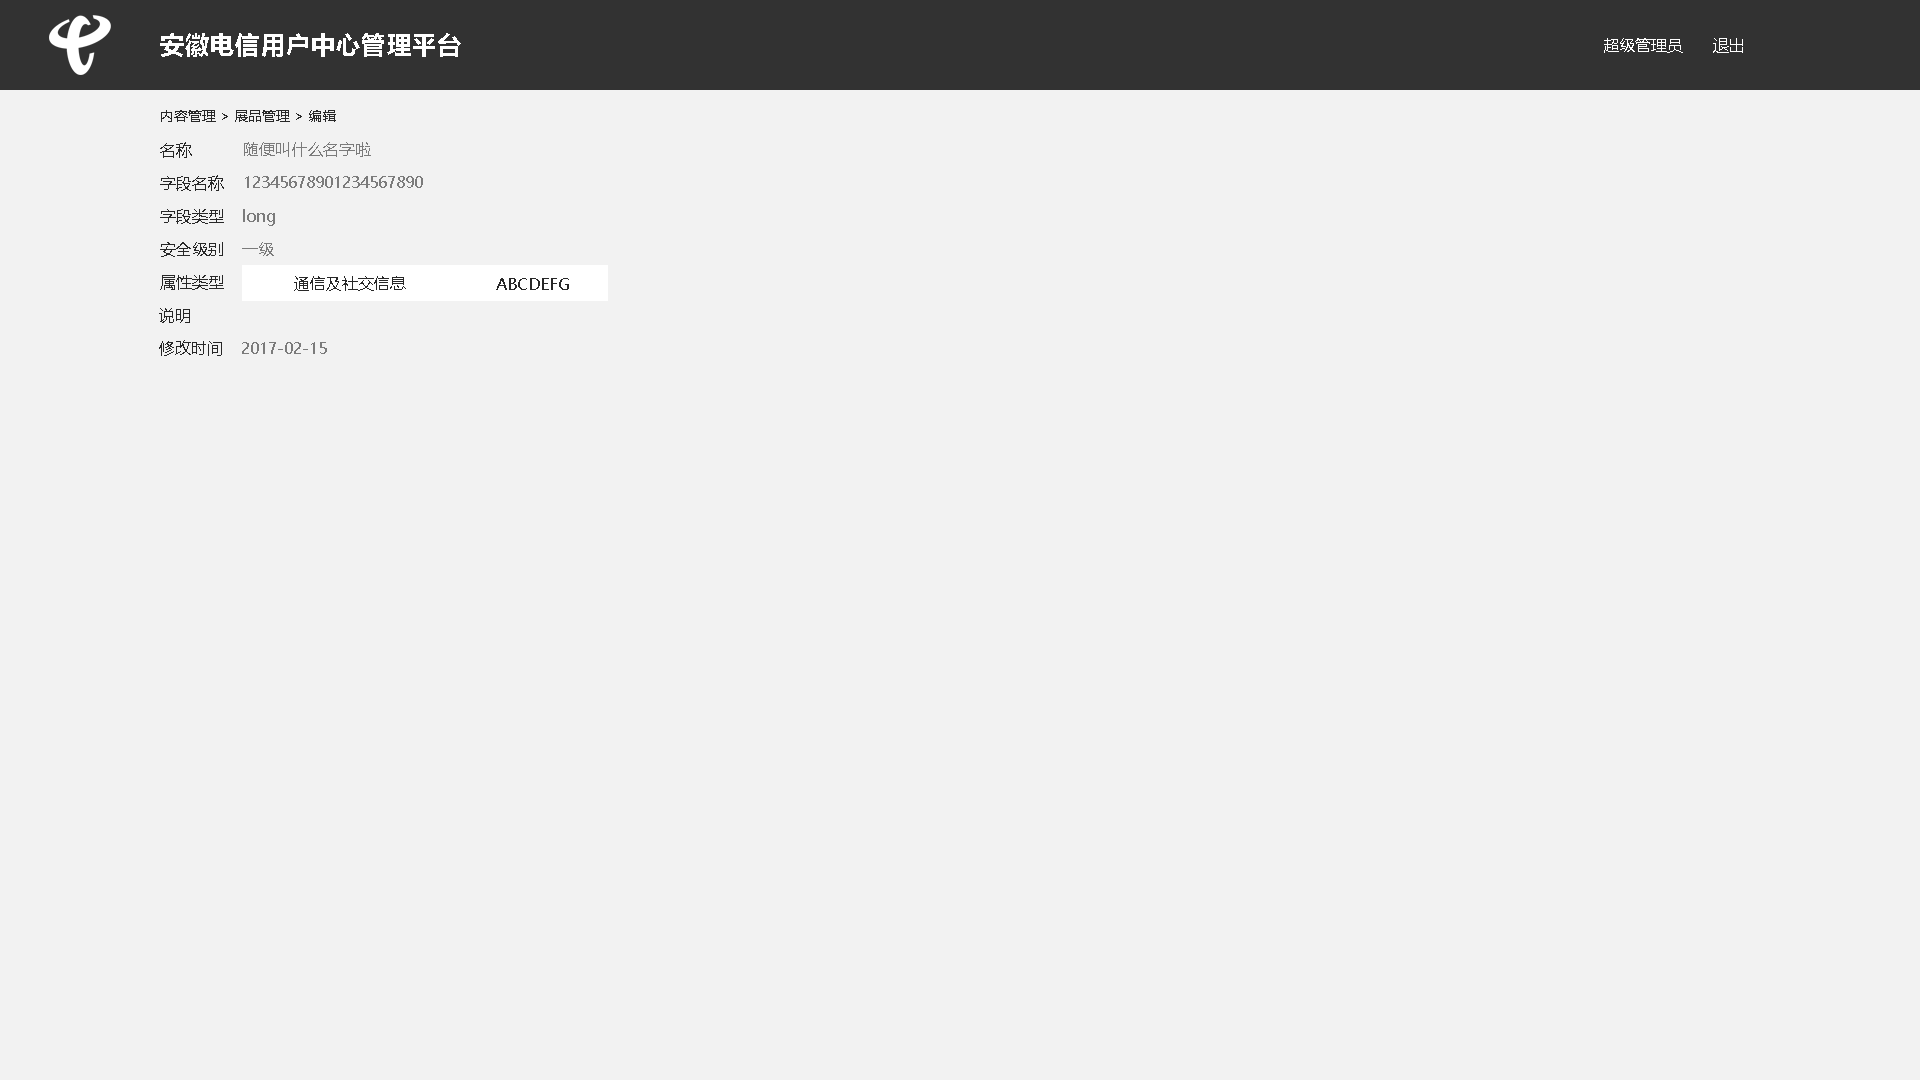 安徽电信用户中心管理平台 超级管理员 退出
内容管理 > 展品管理 > 编辑
名称 随便叫什么名字啦
字段名称 12345678901234567890
字段类型 long
安全级别 一级
属性类型 通信及社交信息 ABCDEFG
说明
修改时间 2017-02-15